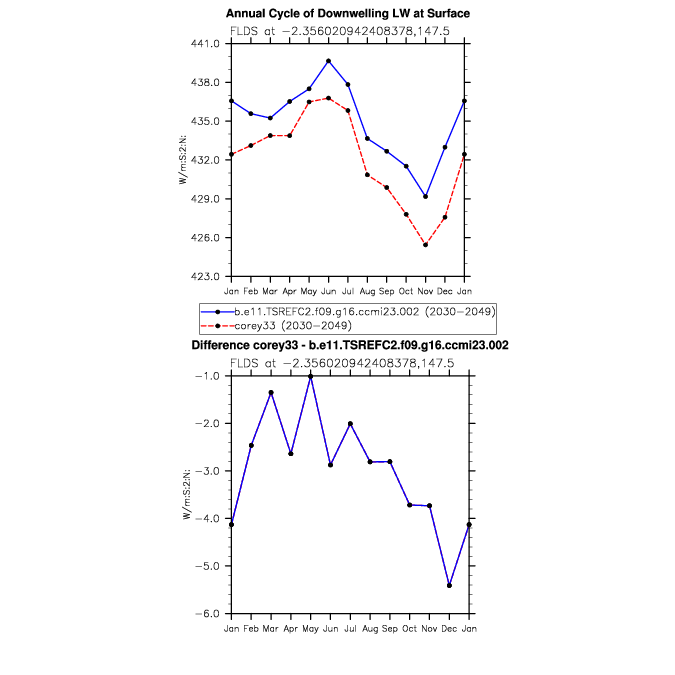 Annual Cycle of Downwelling LW at Surface
FLDS at −2.356020942408378,147.5
441.0
438.0
435.0
432.0
429.0
426.0
423.0
W/m:S:2:N:
Jan Feb Mar Apr May Jun Jul Aug Sep Oct Nov Dec Jan
b.e11.TSREFC2.f09.g16.ccmi23.002 (2030−2049)
corey33 (2030−2049)
Difference corey33 - b.e11.TSREFC2.f09.g16.ccmi23.002
FLDS at −2.356020942408378,147.5
−1.0
−2.0
−3.0
−4.0
−5.0
−6.0
W/m:S:2:N:
Jan Feb Mar Apr May Jun Jul Aug Sep Oct Nov Dec Jan